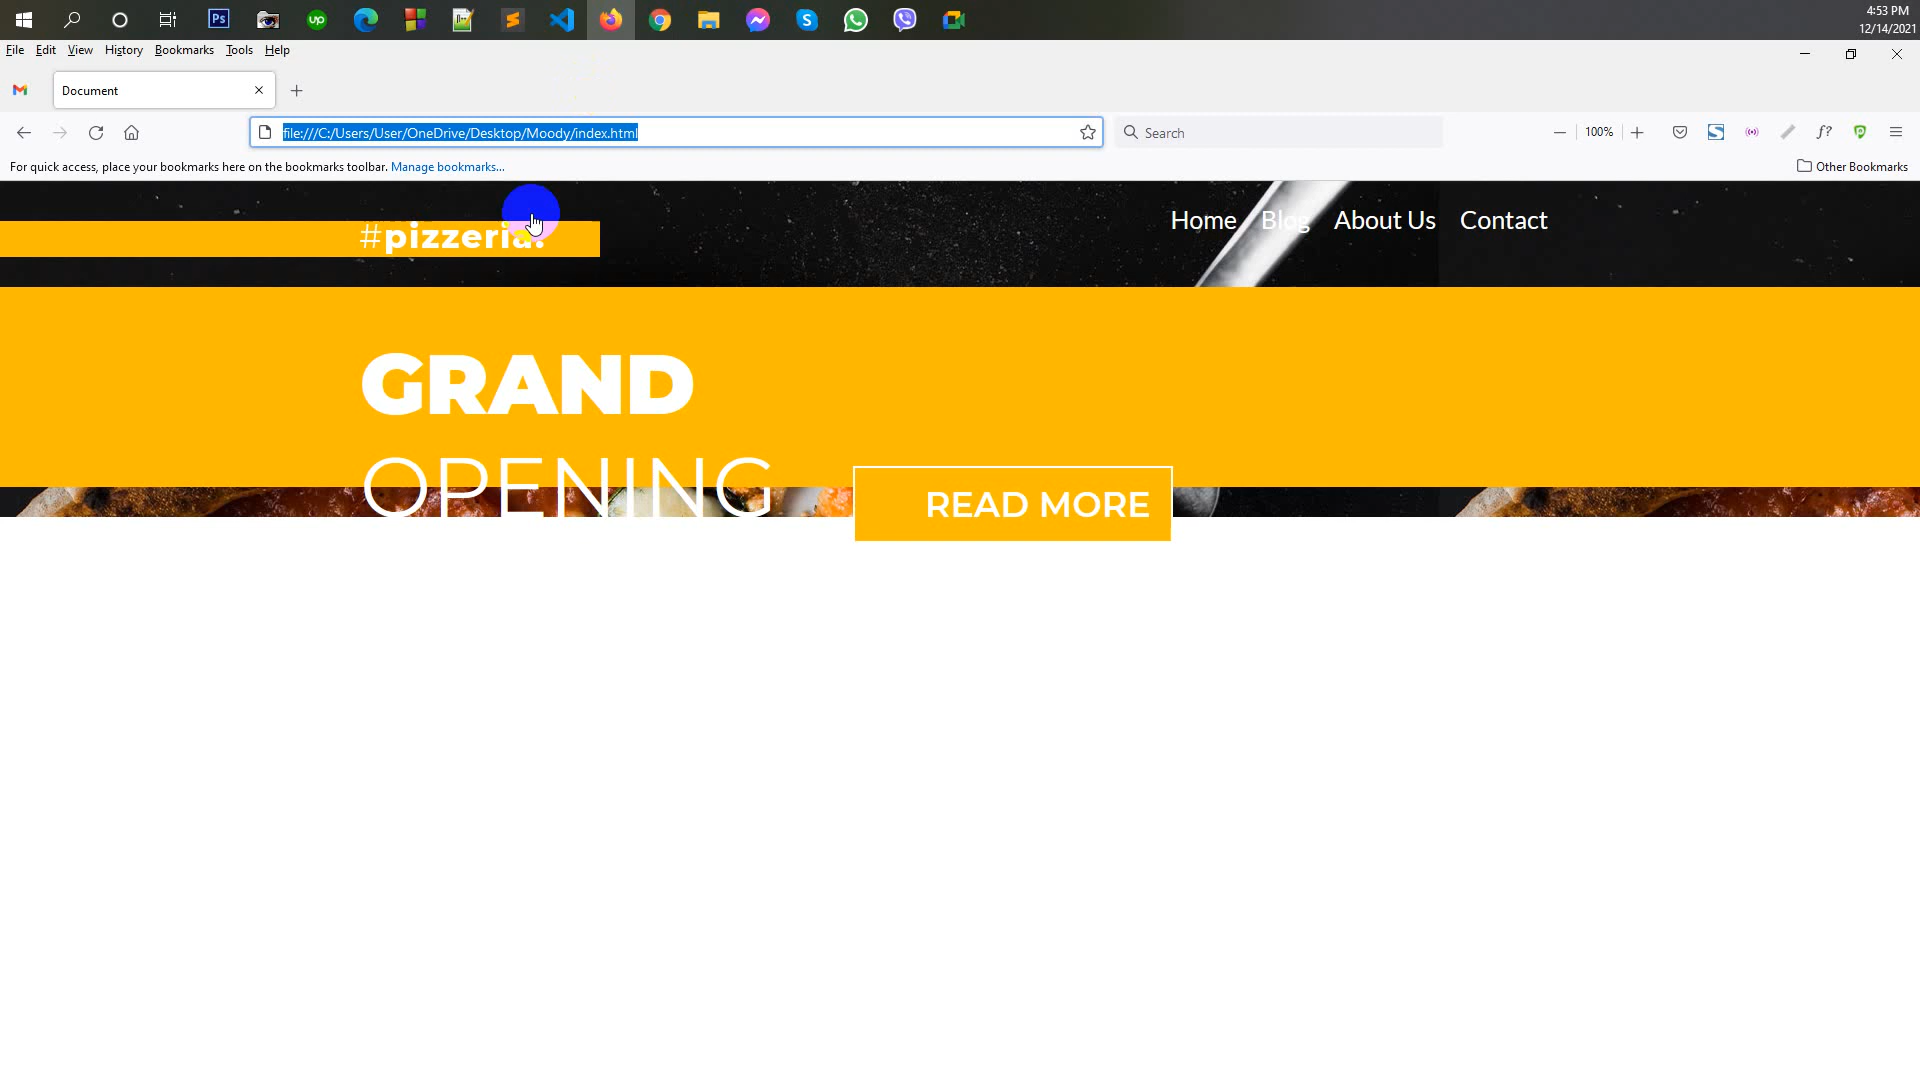 Ps
up
S
4:53 PM
12/14/2021
File Edit View History Bookmarks Tools Help
Document
file:///C:/Users/User/OneDrive/Desktop/Moody/index.html
Search
100%
f?
For quick access, place your bookmarks here on the bookmarks toolbar. Manage bookmarks...
Other Bookmarks
#pizzeria.
Home Blog About Us Contact
GRAND
OPENING
READ MORE